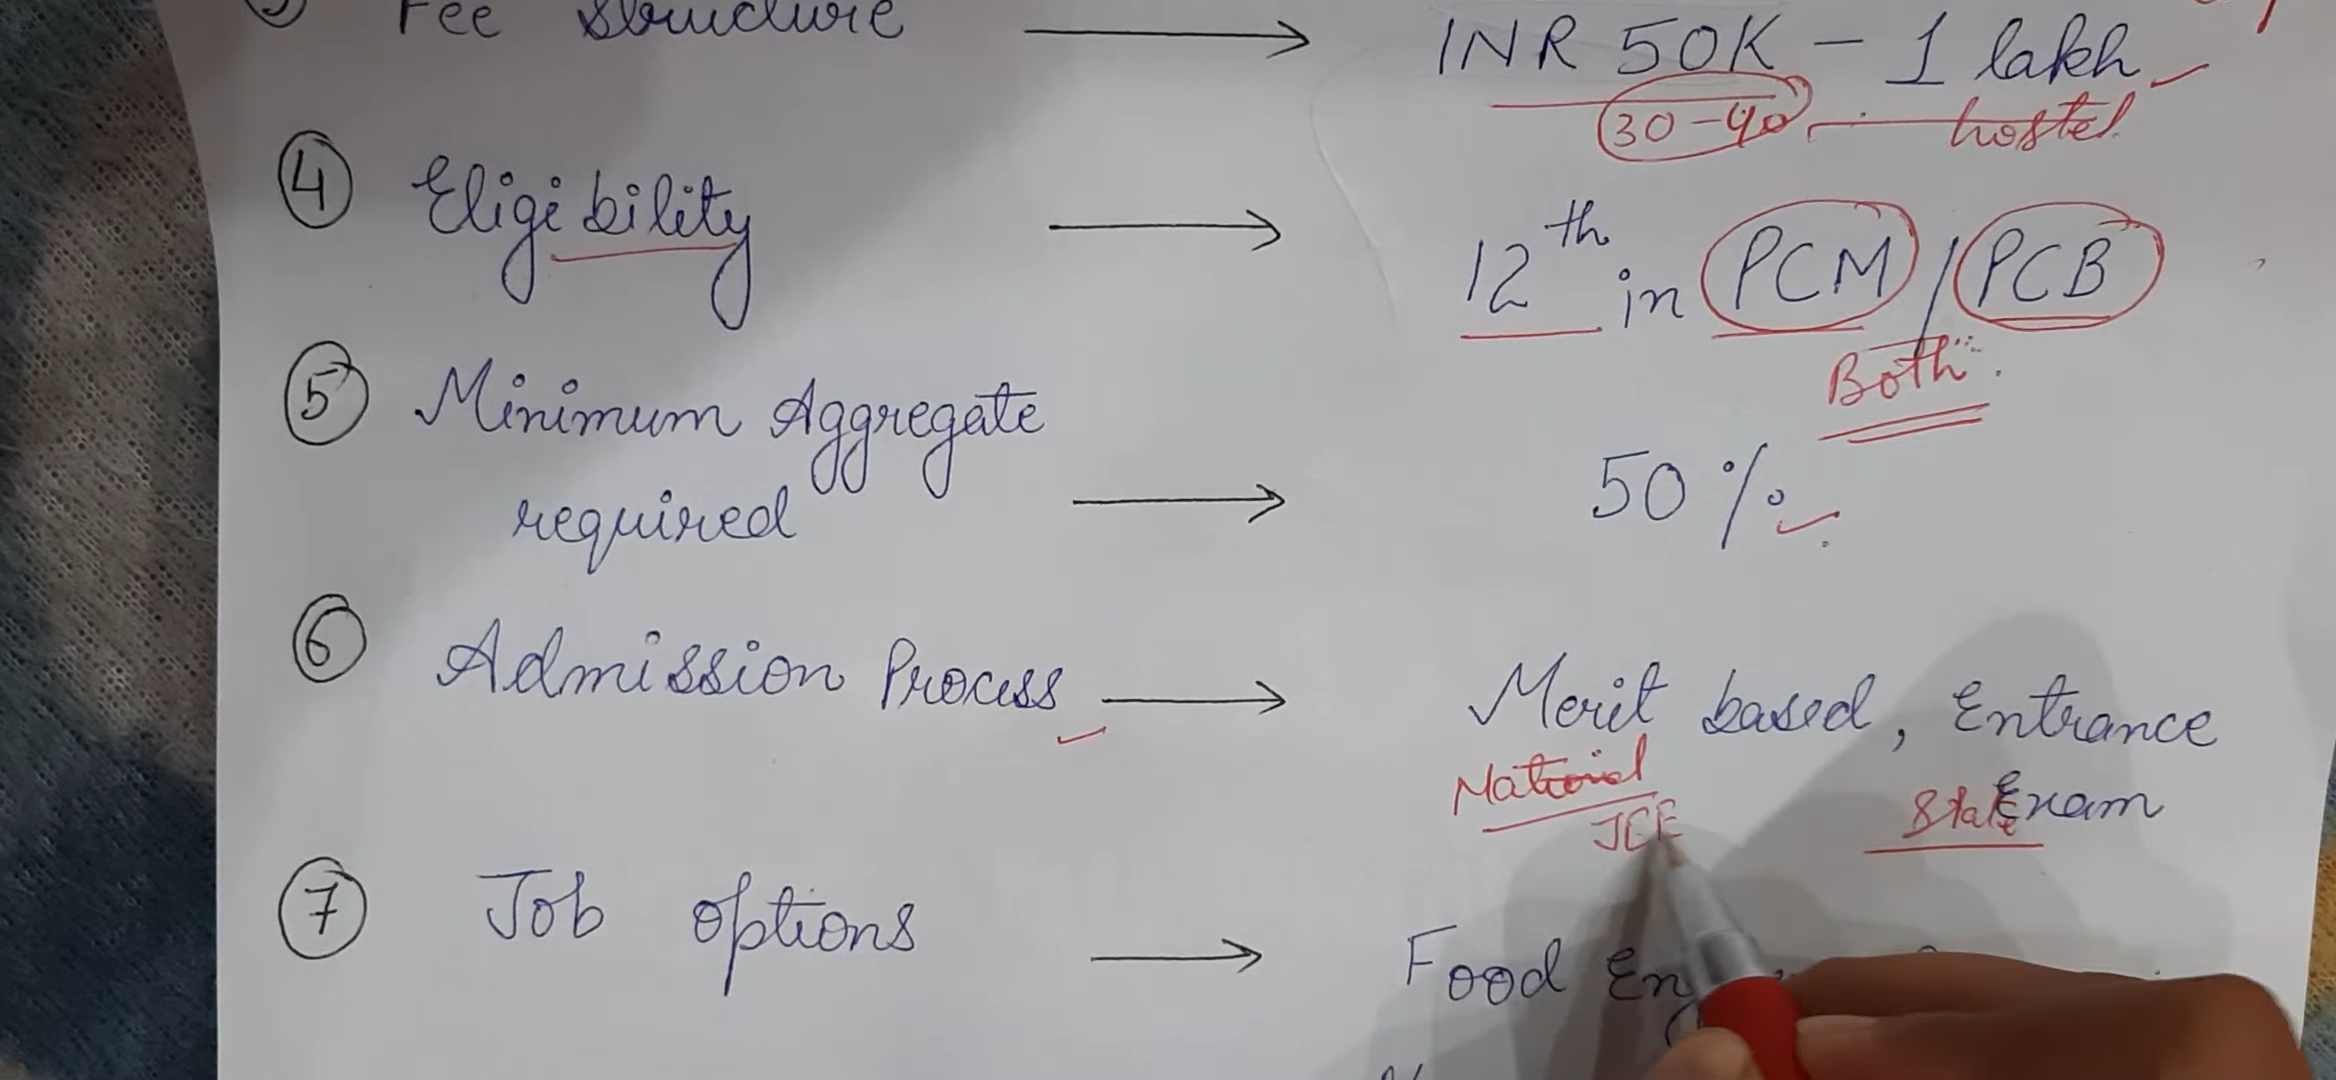 Fee Structure → INR 50K - 1 lakh
30-40 — hostel
④ Eligibility → 12th in PCM / PCB
Both
⑤ Minimum Aggregate
required → 50%
⑥ Admission Process → Merit based, Entrance
National State Exam
⑦ Job options → Food